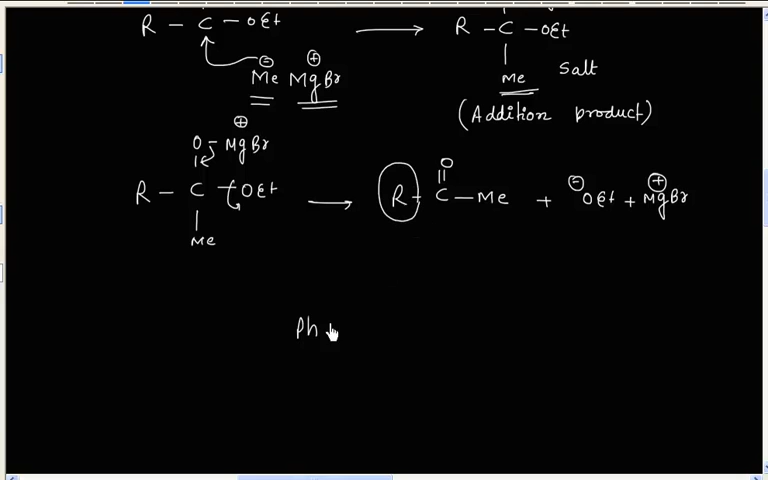 R - C - OEt ⟶ R - C - OEt
⊖ ⊕
Me MgBr
Me Salt
(Addition product)
⊕
O- MgBr
O
R - C - OEt ⟶ R - C - Me + ⊖OEt + ⊕MgBr
Me
Ph